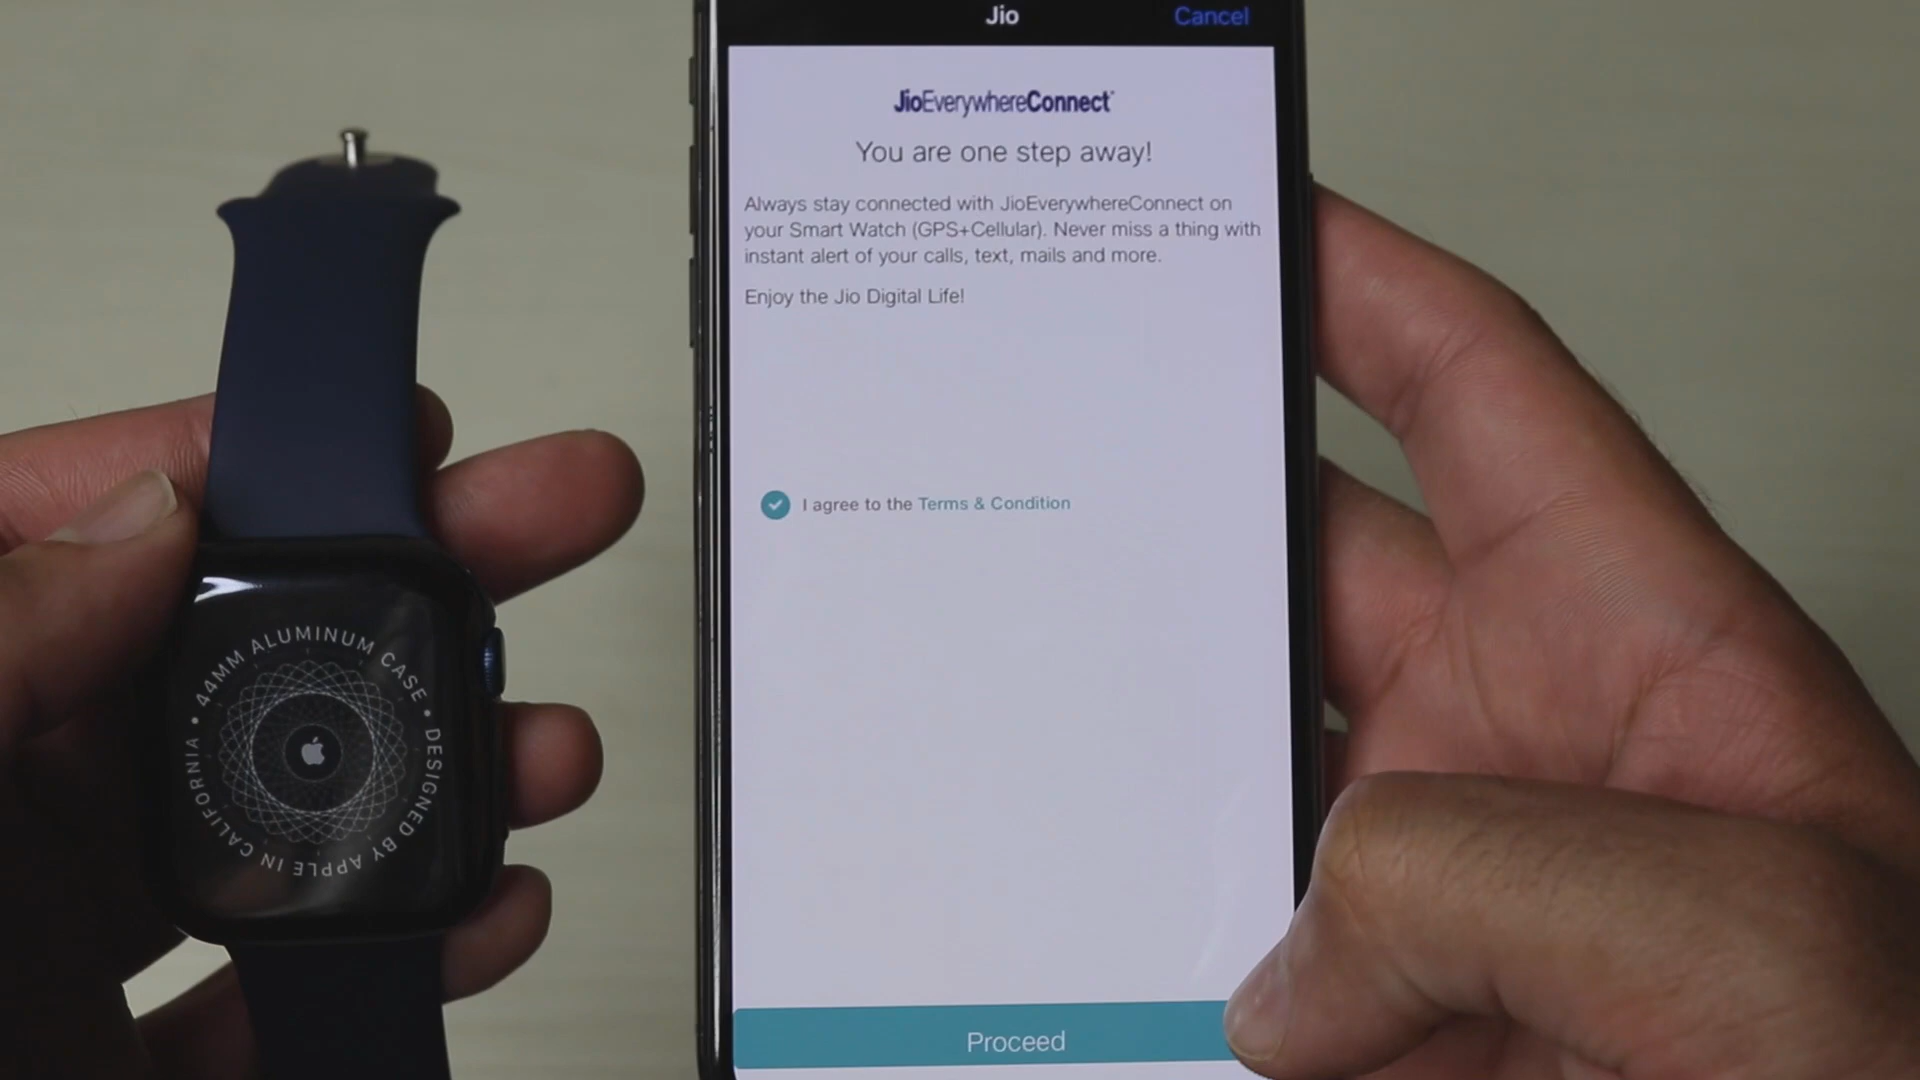 Jio
Cancel
JioEverywhereConnect
You are one step away!
Always stay connected with JioEverywhereConnect on
your Smart Watch (GPS+Cellular). Never miss a thing with
instant alert of your calls, text, mails and more.
Enjoy the Jio Digital Life!
I agree to the Terms & Condition
Proceed
44MM ALUMINUM CASE • DESIGNED BY APPLE IN CALIFORNIA •